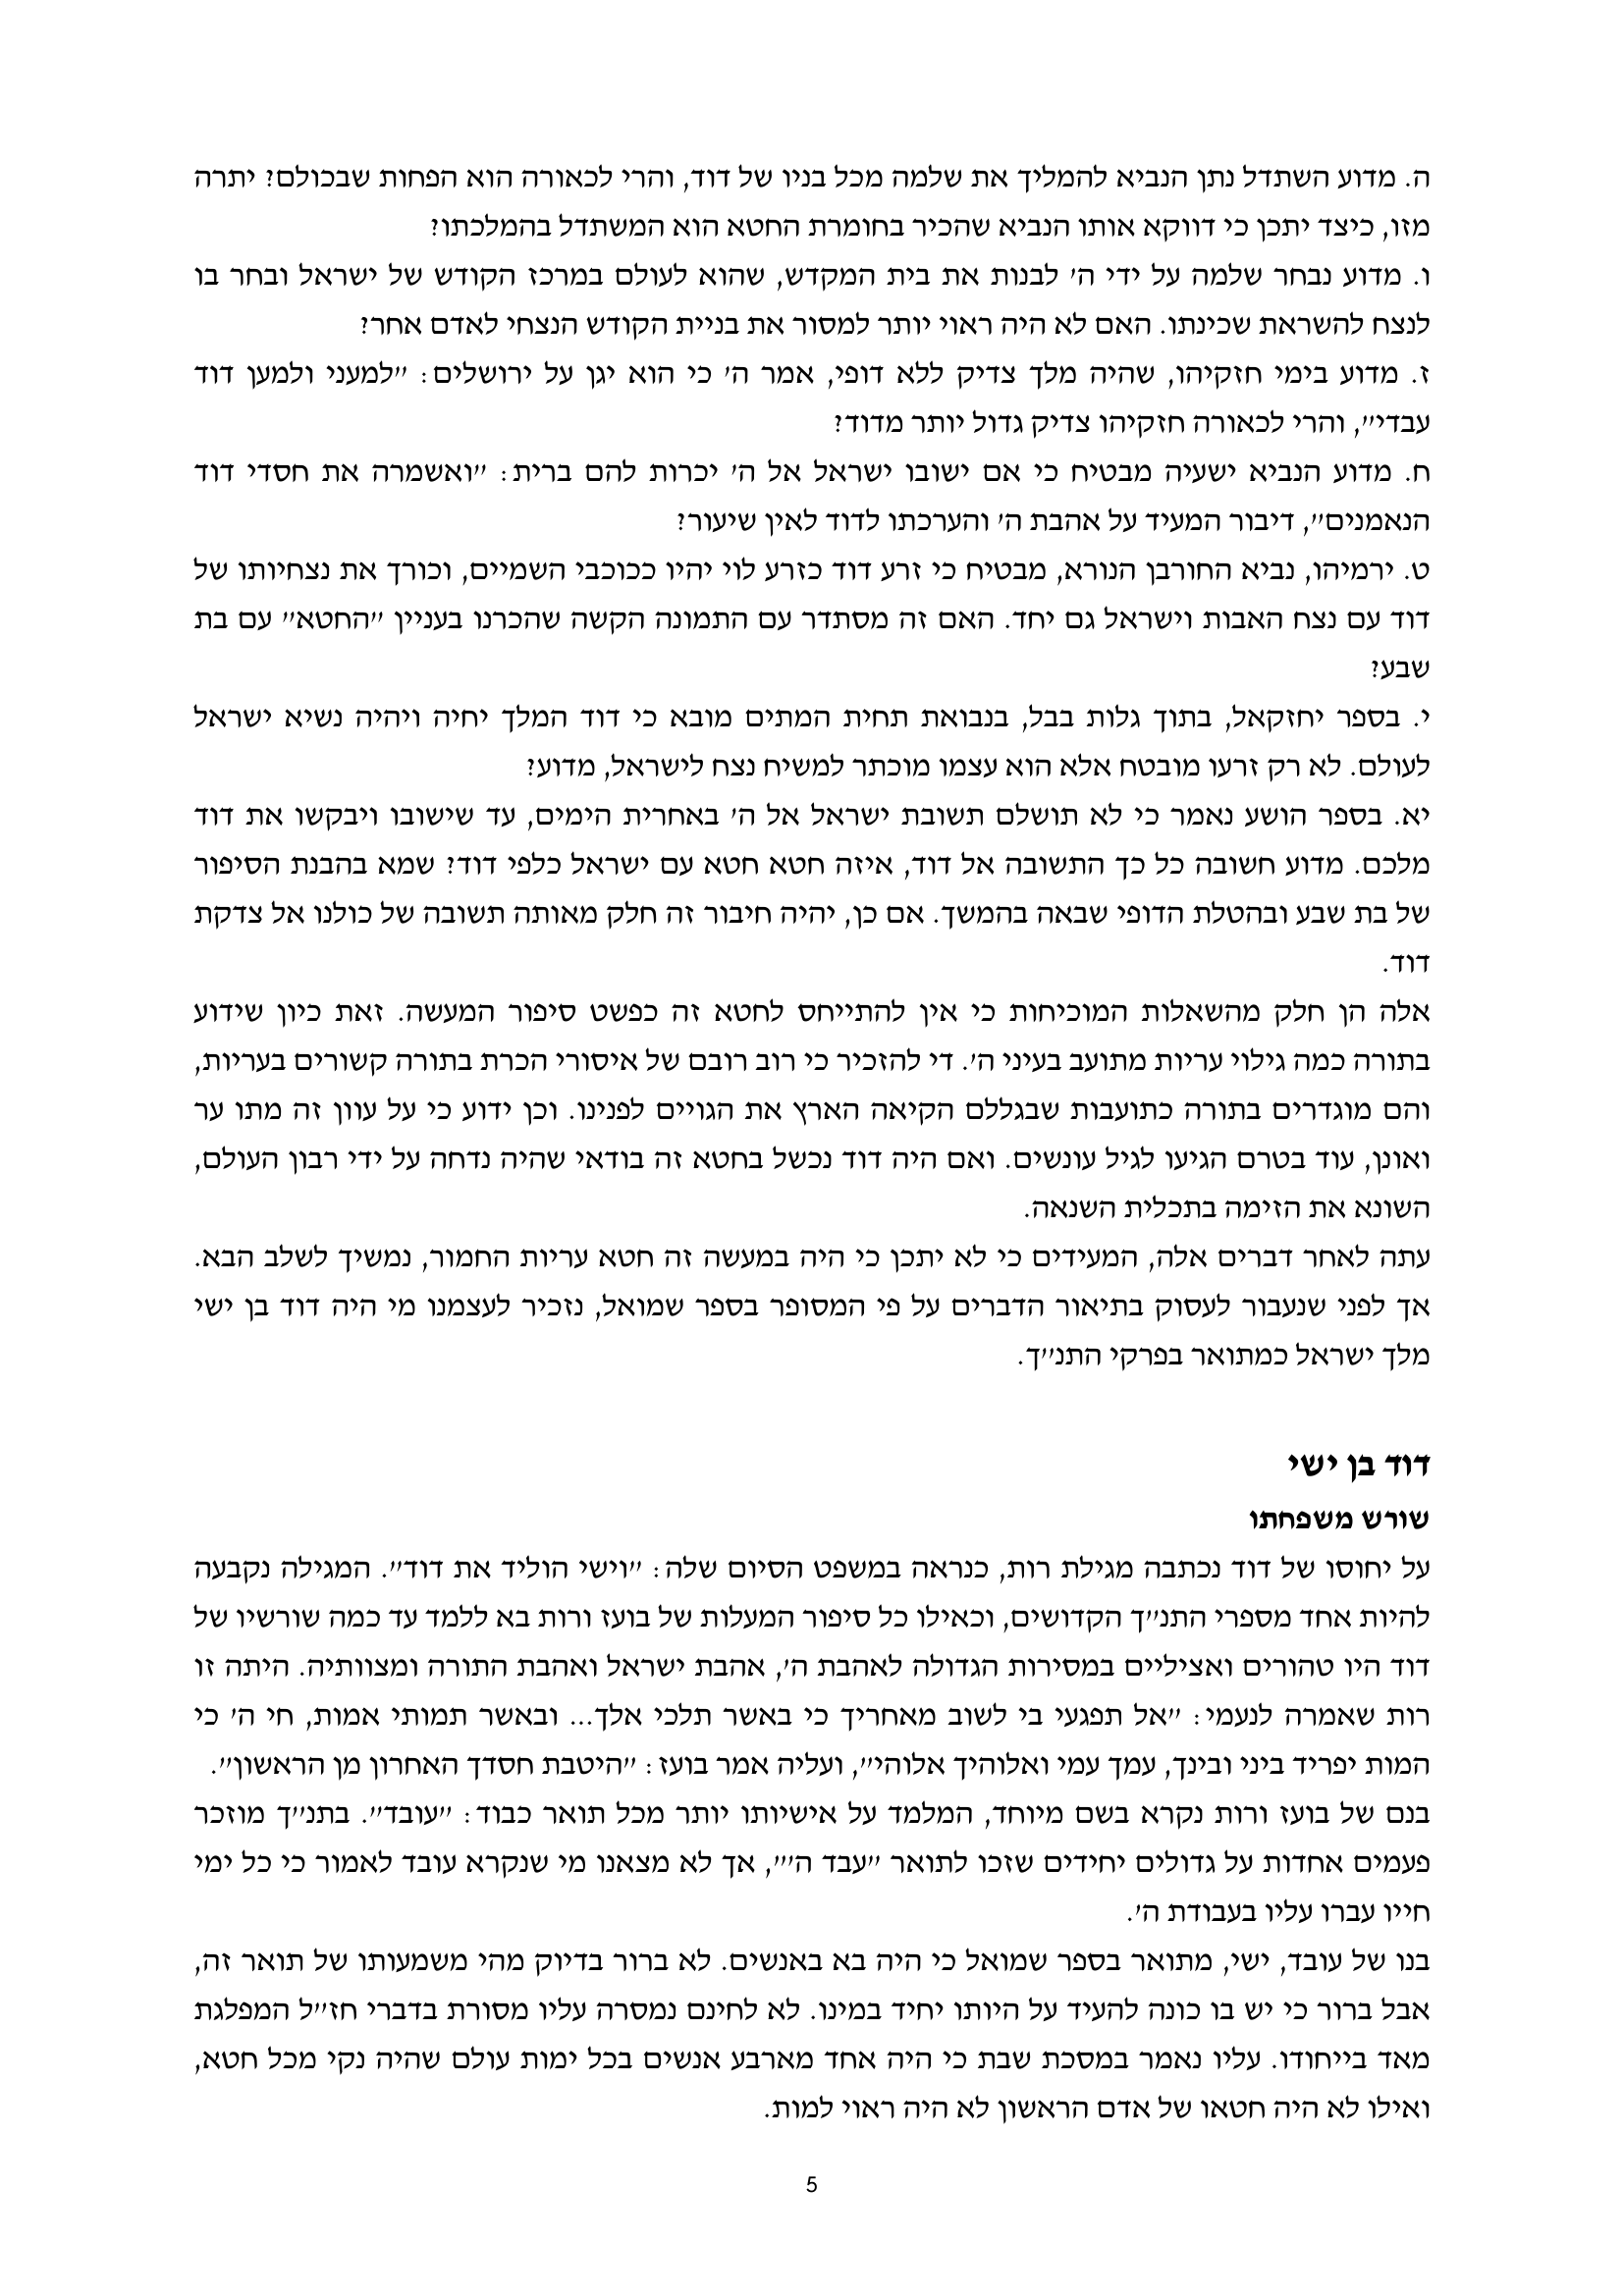 ה. מדוע השתדל נתן הנביא להמליך את שלמה מכל בניו של דוד, והרי לכאורה הוא הפחות שבכולם? יתרה
מזו, כיצד יתכן כי דווקא אותו הנביא שהכיר בחומרת החטא הוא המשתדל בהמלכתו?
ו. מדוע נבחר שלמה על ידי ה' לבנות את בית המקדש, שהוא לעולם במרכז הקודש של ישראל ובחר בו
לנצח להשראת שכינתו. האם לא היה ראוי יותר למסור את בניית הקודש הנצחי לאדם אחר?
ז. מדוע בימי חזקיהו, שהיה מלך צדיק ללא דופי, אמר ה' כי הוא יגן על ירושלים: "למעני ולמען דוד
עבדי", והרי לכאורה חזקיהו צדיק גדול יותר מדוד?
ח. מדוע הנביא ישעיה מבטיח כי אם ישובו ישראל אל ה' יכרות להם ברית: "ואשמרה את חסדי דוד
הנאמנים", דיבור המעיד על אהבת ה' והערכתו לדוד לאין שיעור?
ט. ירמיהו, נביא החורבן הנורא, מבטיח כי זרע דוד כזרע לוי יהיו ככוכבי השמיים, וכורך את נצחיותו של
דוד עם נצח האבות וישראל גם יחד. האם זה מסתדר עם התמונה הקשה שהכרנו בעניין "החטא" עם בת
שבע?
י. בספר יחזקאל, בתוך גלות בבל, בנבואת תחית המתים מובא כי דוד המלך יחיה ויהיה נשיא ישראל
לעולם. לא רק זרעו מובטח אלא הוא עצמו מוכתר למשיח נצח לישראל, מדוע?
יא. בספר הושע נאמר כי לא תושלם תשובת ישראל אל ה' באחרית הימים, עד שישובו ויבקשו את דוד
מלכם. מדוע חשובה כל כך התשובה אל דוד, איזה חטא חטא עם ישראל כלפי דוד? שמא בהבנת הסיפור
של בת שבע ובהטלת הדופי שבאה בהמשך. אם כן, יהיה חיבור זה חלק מאותה תשובה של כולנו אל צדקת
דוד.
אלה הן חלק מהשאלות המוכיחות כי אין להתייחס לחטא זה כפשט סיפור המעשה. זאת כיון שידוע
בתורה כמה גילוי עריות מתועב בעיני ה'. די להזכיר כי רוב רובם של איסורי הכרת בתורה קשורים בעריות,
והם מוגדרים בתורה כתועבות שבגללם הקיאה הארץ את הגויים לפנינו. וכן ידוע כי על עוון זה מתו ער
ואונן, עוד בטרם הגיעו לגיל עונשים. ואם היה דוד נכשל בחטא זה בודאי שהיה נדחה על ידי רבון העולם,
השונא את הזימה בתכלית השנאה.
עתה לאחר דברים אלה, המעידים כי לא יתכן כי היה במעשה זה חטא עריות החמור, נמשיך לשלב הבא.
אך לפני שנעבור לעסוק בתיאור הדברים על פי המסופר בספר שמואל, נזכיר לעצמנו מי היה דוד בן ישי
מלך ישראל כמתואר בפרקי התנ"ך.
דוד בן ישי
שורש משפחתו
על יחוסו של דוד נכתבה מגילת רות, כנראה במשפט הסיום שלה: "וישי הוליד את דוד". המגילה נקבעה
להיות אחד מספרי התנ"ך הקדושים, וכאילו כל סיפור המעלות של בועז ורות בא ללמד עד כמה שורשיו של
דוד היו טהורים ואציליים במסירות הגדולה לאהבת ה', אהבת ישראל ואהבת התורה ומצוותיה. היתה זו
רות שאמרה לנעמי: "אל תפגעי בי לשוב מאחריך כי באשר תלכי אלך... ובאשר תמותי אמות, חי ה' כי
המות יפריד ביני ובינך, עמך עמי ואלוהיך אלוהי", ועליה אמר בועז: "היטבת חסדך האחרון מן הראשון".
בנם של בועז ורות נקרא בשם מיוחד, המלמד על אישיותו יותר מכל תואר כבוד: "עובד". בתנ"ך מוזכר
פעמים אחדות על גדולים יחידים שזכו לתואר "עבד ה'", אך לא מצאנו מי שנקרא עובד לאמור כי כל ימי
חייו עברו עליו בעבודת ה'.
בנו של עובד, ישי, מתואר בספר שמואל כי היה בא באנשים. לא ברור בדיוק מהי משמעותו של תואר זה,
אבל ברור כי יש בו כונה להעיד על היותו יחיד במינו. לא לחינם נמסרה עליו מסורת בדברי חז"ל המפלגת
מאד בייחודו. עליו נאמר במסכת שבת כי היה אחד מארבע אנשים בכל ימות עולם שהיה נקי מכל חטא,
ואילו לא היה חטאו של אדם הראשון לא היה ראוי למות.
5